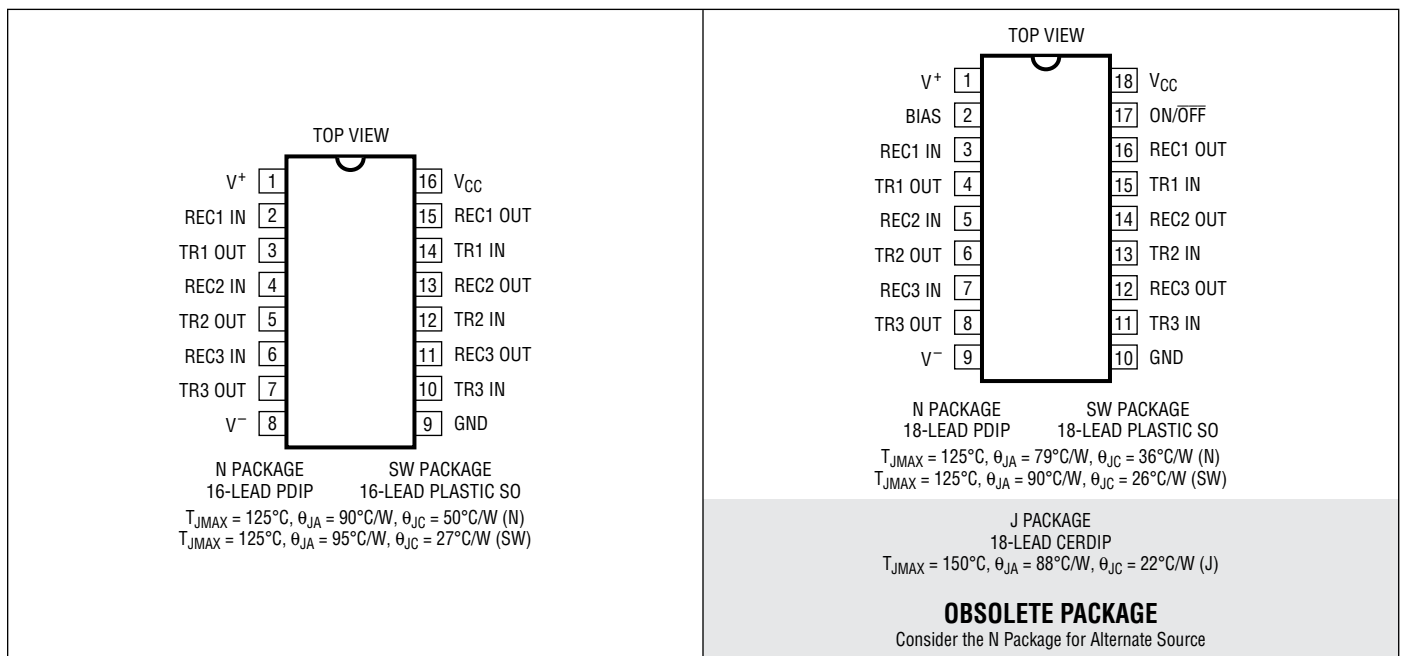 TOP VIEW
V+ 1 16 VCC
REC1 IN 2 15 REC1 OUT
TR1 OUT 3 14 TR1 IN
REC2 IN 4 13 REC2 OUT
TR2 OUT 5 12 TR2 IN
REC3 IN 6 11 REC3 OUT
TR3 OUT 7 10 TR3 IN
V− 8 9 GND
N PACKAGE SW PACKAGE
16-LEAD PDIP 16-LEAD PLASTIC SO
TJMAX = 125°C, θJA = 90°C/W, θJC = 50°C/W (N)
TJMAX = 125°C, θJA = 95°C/W, θJC = 27°C/W (SW)
TOP VIEW
V+ 1 18 VCC
BIAS 2 17 ON/O̅F̅F̅
REC1 IN 3 16 REC1 OUT
TR1 OUT 4 15 TR1 IN
REC2 IN 5 14 REC2 OUT
TR2 OUT 6 13 TR2 IN
REC3 IN 7 12 REC3 OUT
TR3 OUT 8 11 TR3 IN
V− 9 10 GND
N PACKAGE SW PACKAGE
18-LEAD PDIP 18-LEAD PLASTIC SO
TJMAX = 125°C, θJA = 79°C/W, θJC = 36°C/W (N)
TJMAX = 125°C, θJA = 90°C/W, θJC = 26°C/W (SW)
J PACKAGE
18-LEAD CERDIP
TJMAX = 150°C, θJA = 88°C/W, θJC = 22°C/W (J)
OBSOLETE PACKAGE
Consider the N Package for Alternate Source